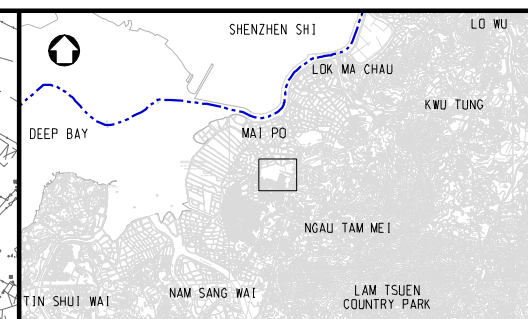 SHENZHEN SHI
LO WU
LOK MA CHAU
KWU TUNG
DEEP BAY
MAI PO
NGAU TAM MEI
NAM SANG WAI
LAM TSUEN
COUNTRY PARK
TIN SHUI WAI